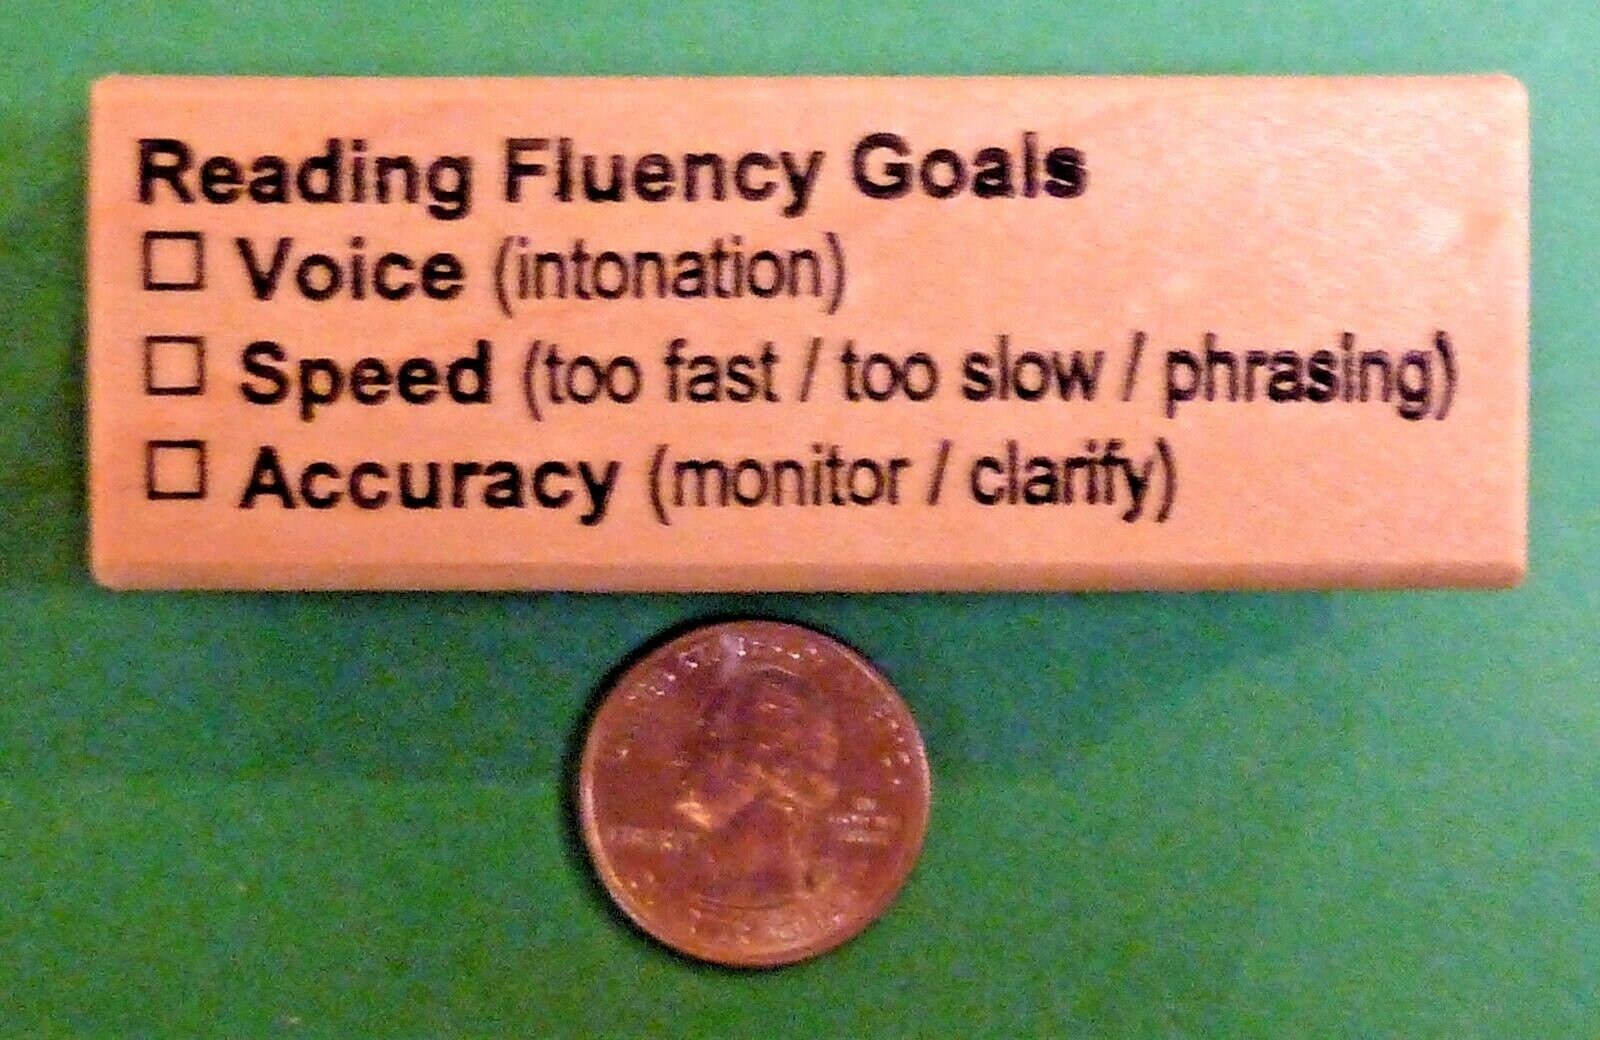 Reading Fluency Goals
☐ Voice (intonation)
☐ Speed (too fast / too slow / phrasing)
☐ Accuracy (monitor / clarify)